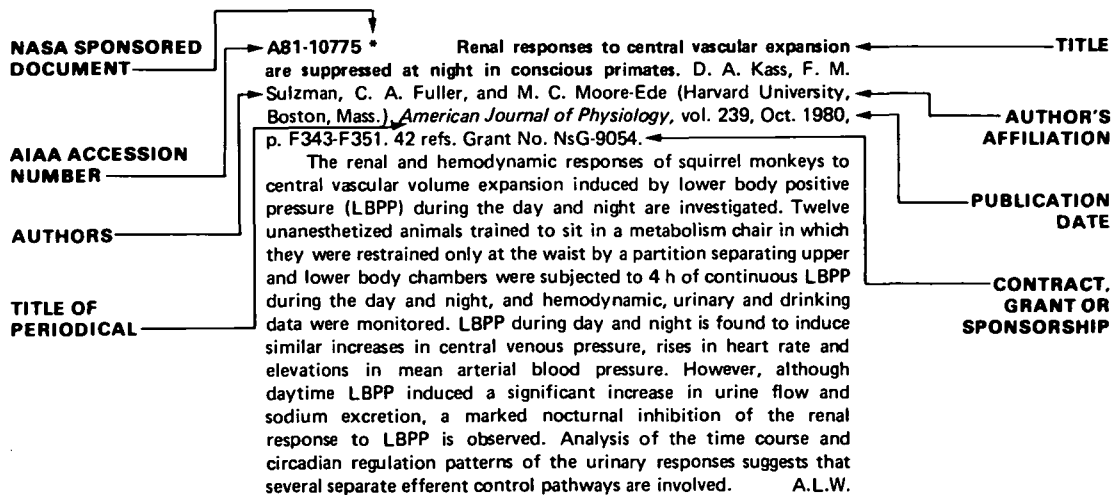 NASA SPONSORED
DOCUMENT
AIAA ACCESSION
NUMBER
AUTHORS
TITLE OF
PERIODICAL
A81-10775 * Renal responses to central vascular expansion
are suppressed at night in conscious primates. D. A. Kass, F. M.
Sulzman, C. A. Fuller, and M. C. Moore-Ede (Harvard University,
Boston, Mass.). American Journal of Physiology, vol. 239, Oct. 1980,
p. F343-F351. 42 refs. Grant No. NsG-9054.
The renal and hemodynamic responses of squirrel monkeys to
central vascular volume expansion induced by lower body positive
pressure (LBPP) during the day and night are investigated. Twelve
unanesthetized animals trained to sit in a metabolism chair in which
they were restrained only at the waist by a partition separating upper
and lower body chambers were subjected to 4 h of continuous LBPP
during the day and night, and hemodynamic, urinary and drinking
data were monitored. LBPP during day and night is found to induce
similar increases in central venous pressure, rises in heart rate and
elevations in mean arterial blood pressure. However, although
daytime LBPP induced a significant increase in urine flow and
sodium excretion, a marked nocturnal inhibition of the renal
response to LBPP is observed. Analysis of the time course and
circadian regulation patterns of the urinary responses suggests that
several separate efferent control pathways are involved. A.L.W.
TITLE
AUTHOR'S
AFFILIATION
PUBLICATION
DATE
CONTRACT,
GRANT OR
SPONSORSHIP